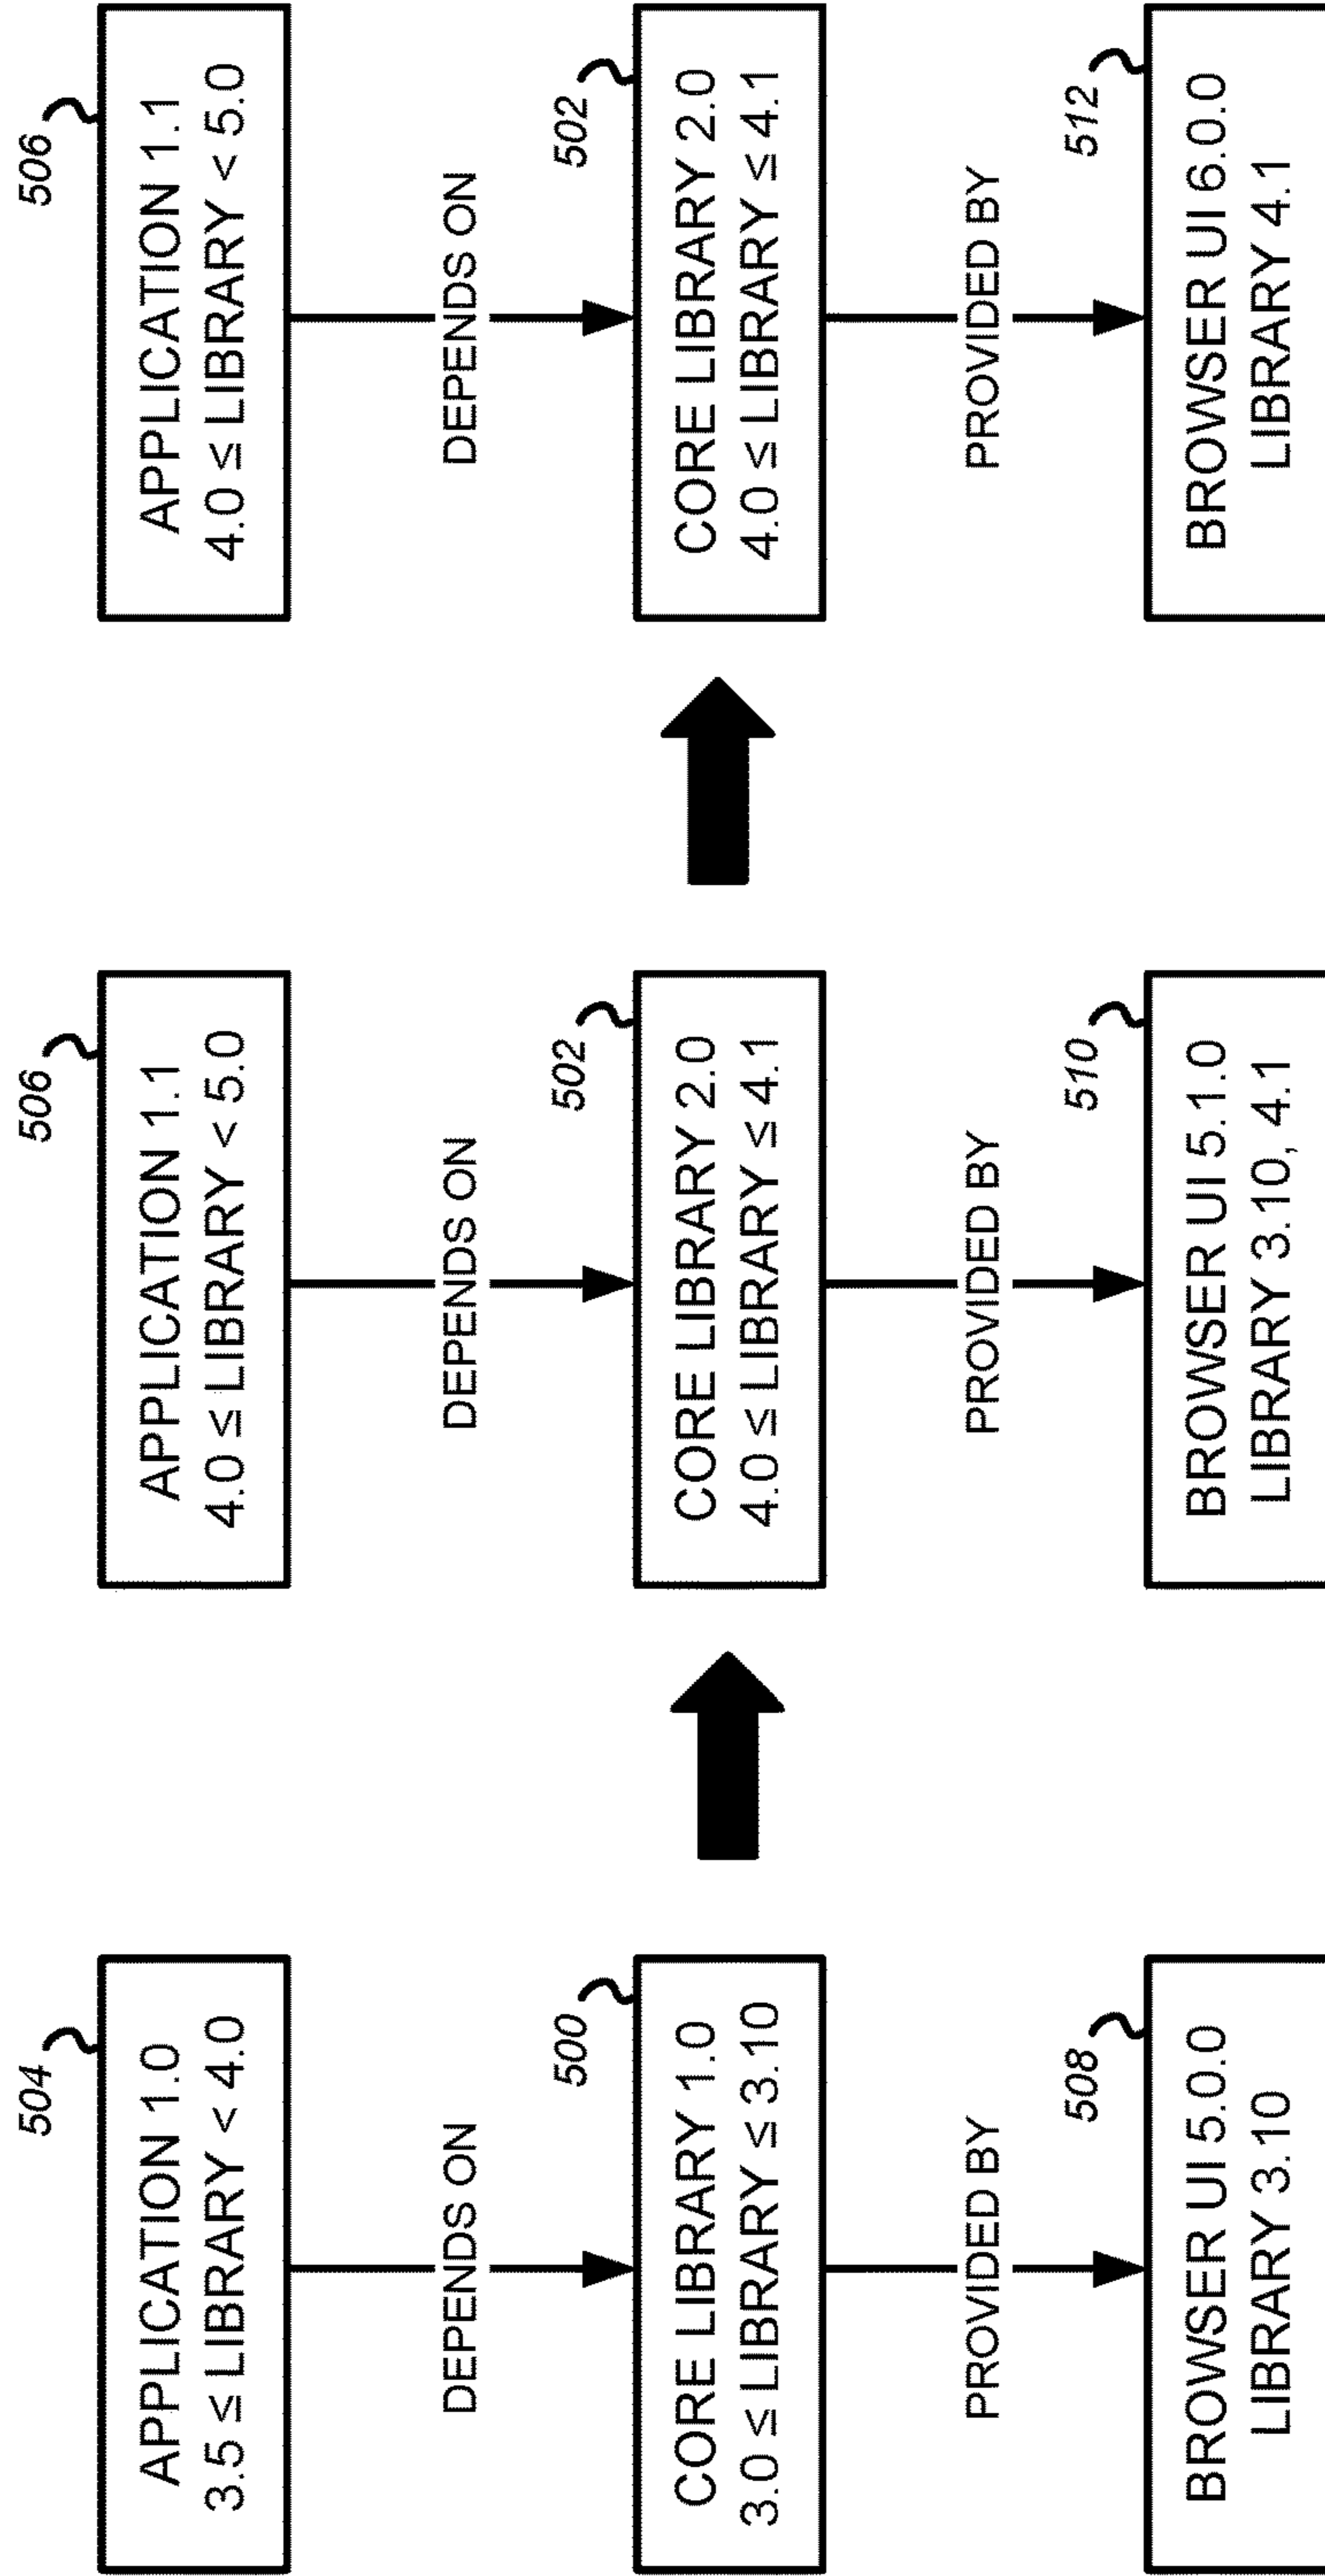 504
APPLICATION 1.0
3.5 ≤ LIBRARY < 4.0
DEPENDS ON
500
CORE LIBRARY 1.0
3.0 ≤ LIBRARY ≤ 3.10
PROVIDED BY
508
BROWSER UI 5.0.0
LIBRARY 3.10
506
APPLICATION 1.1
4.0 ≤ LIBRARY < 5.0
DEPENDS ON
502
CORE LIBRARY 2.0
4.0 ≤ LIBRARY ≤ 4.1
PROVIDED BY
510
BROWSER UI 5.1.0
LIBRARY 3.10, 4.1
506
APPLICATION 1.1
4.0 ≤ LIBRARY < 5.0
DEPENDS ON
502
CORE LIBRARY 2.0
4.0 ≤ LIBRARY ≤ 4.1
PROVIDED BY
512
BROWSER UI 6.0.0
LIBRARY 4.1